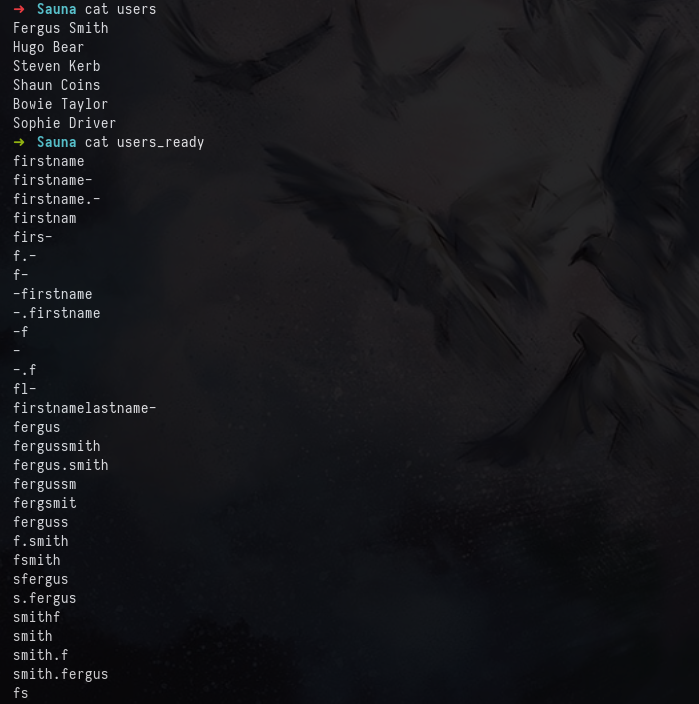 ➜ Sauna cat users
Fergus Smith
Hugo Bear
Steven Kerb
Shaun Coins
Bowie Taylor
Sophie Driver
➜ Sauna cat users_ready
firstname
firstname-
firstname.-
firstnam
firs-
f.-
f-
-firstname
-.firstname
-f
-
-.f
fl-
firstnamelastname-
fergus
fergussmith
fergus.smith
fergussm
fergsmit
ferguss
f.smith
fsmith
sfergus
s.fergus
smithf
smith
smith.f
smith.fergus
fs